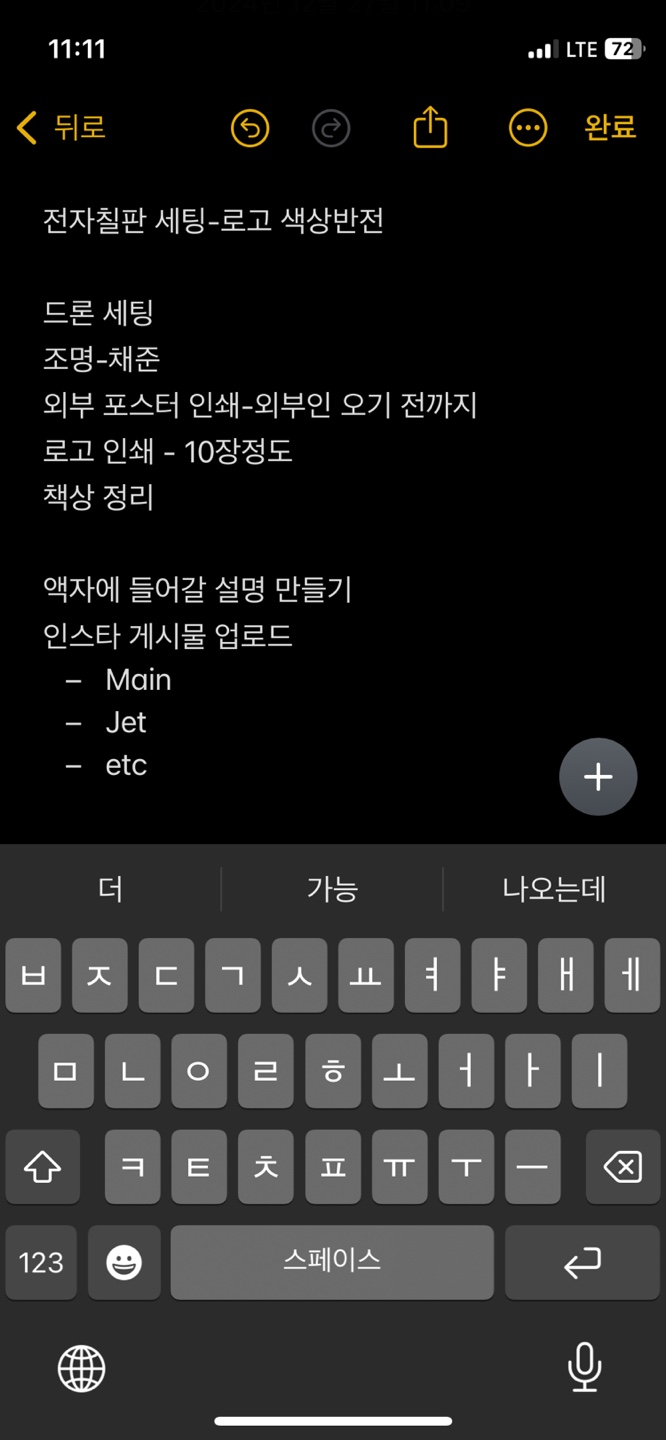 11:11
LTE 72
뒤로
완료
전자칠판 세팅-로고 색상반전
드론 세팅
조명-채준
외부 포스터 인쇄-외부인 오기 전까지
로고 인쇄 - 10장정도
책상 정리
액자에 들어갈 설명 만들기
인스타 게시물 업로드
– Main
– Jet
– etc
더 가능 나오는데
ㅂ ㅈ ㄷ ㄱ ㅅ ㅛ ㅕ ㅑ ㅐ ㅔ
ㅁ ㄴ ㅇ ㄹ ㅎ ㅗ ㅓ ㅏ ㅣ
ㅋ ㅌ ㅊ ㅍ ㅠ ㅜ ㅡ
123 스페이스